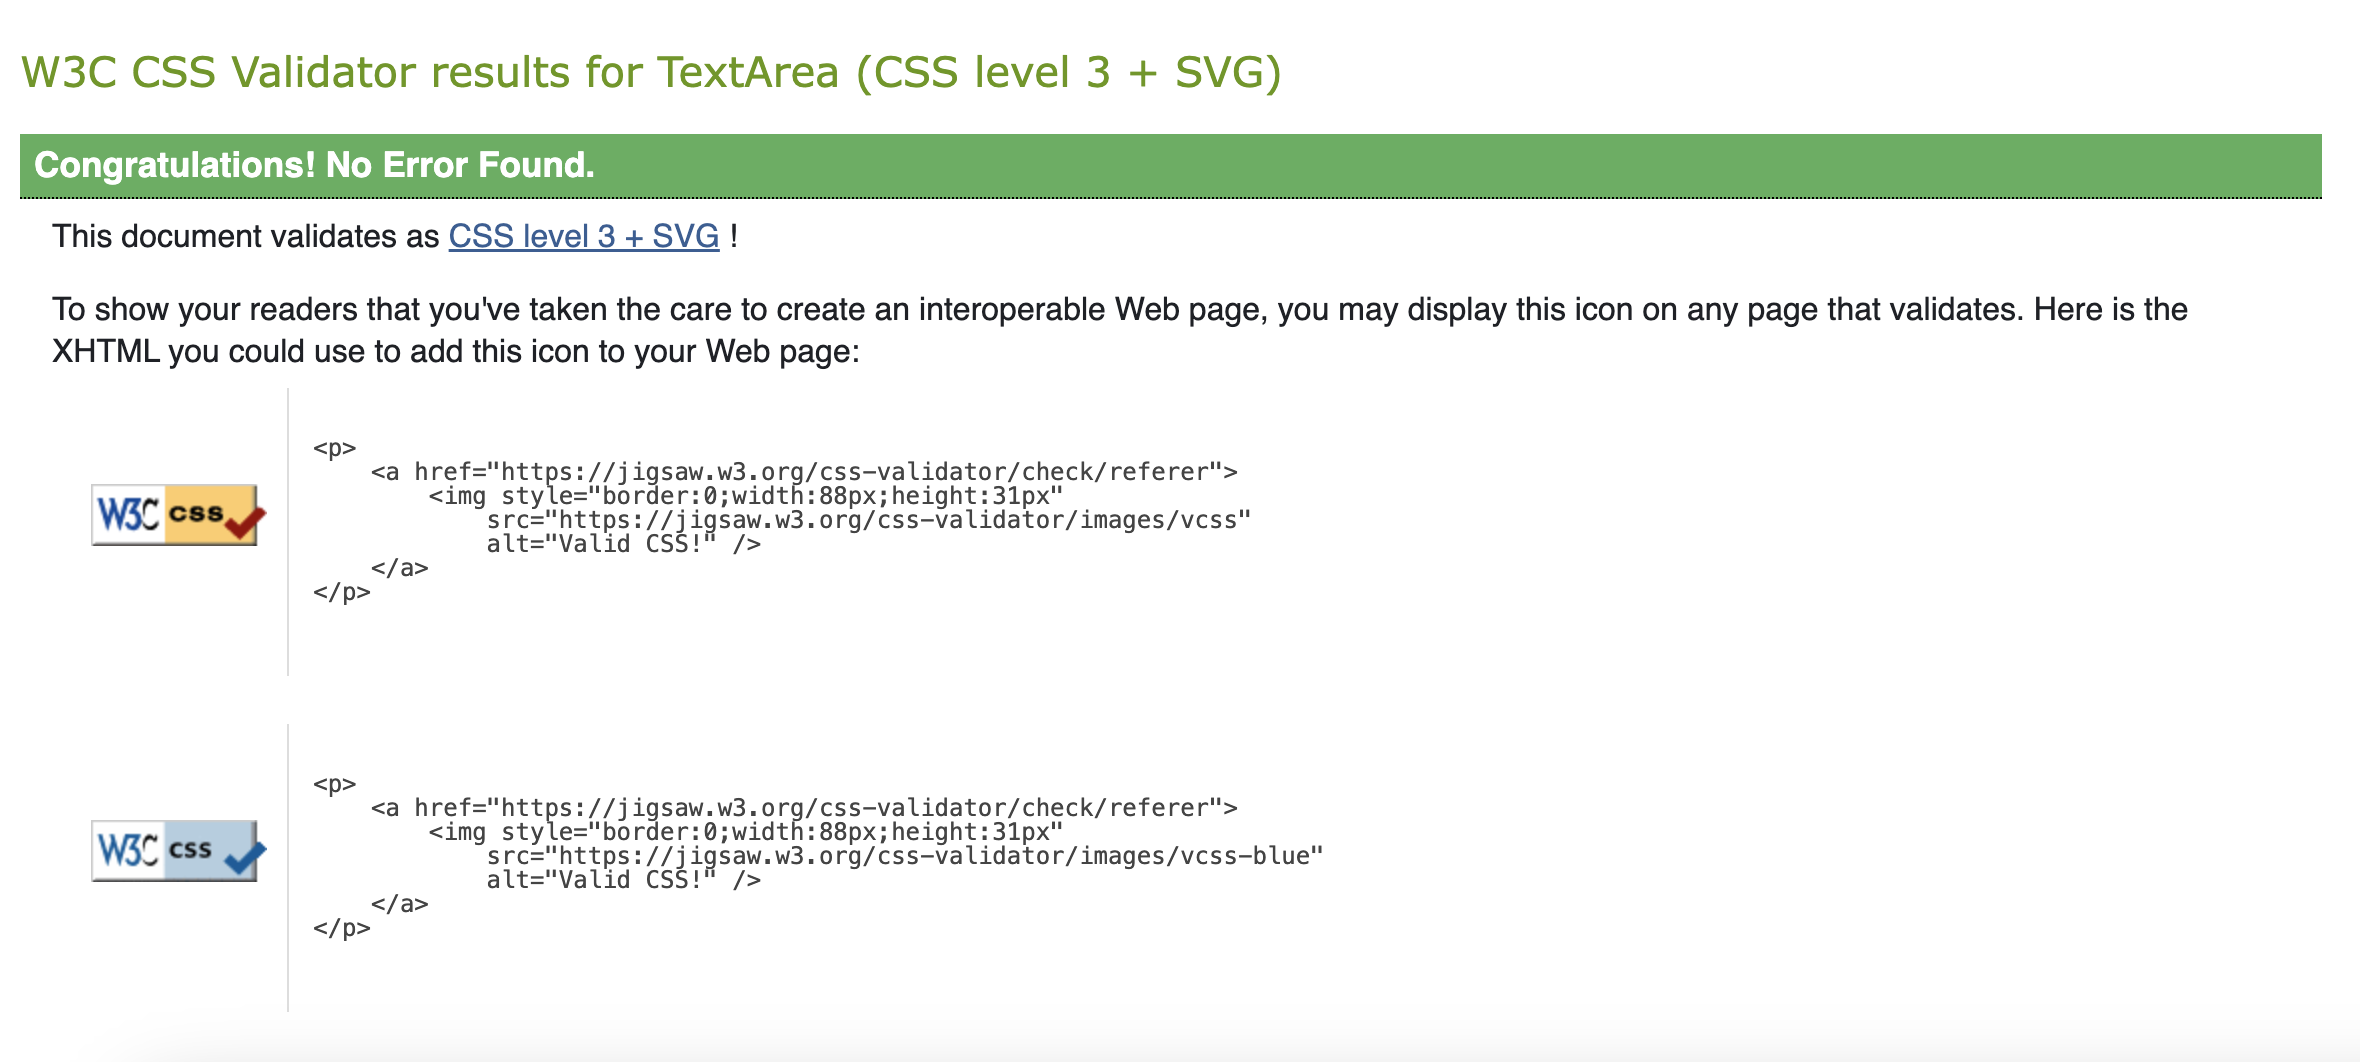 W3C CSS Validator results for TextArea (CSS level 3 + SVG)
Congratulations! No Error Found.
This document validates as CSS level 3 + SVG !
To show your readers that you've taken the care to create an interoperable Web page, you may display this icon on any page that validates. Here is the
XHTML you could use to add this icon to your Web page:
W3C css
<p>
    <a href="https://jigsaw.w3.org/css-validator/check/referer">
        <img style="border:0;width:88px;height:31px"
            src="https://jigsaw.w3.org/css-validator/images/vcss"
            alt="Valid CSS!" />
    </a>
</p>
W3C css
<p>
    <a href="https://jigsaw.w3.org/css-validator/check/referer">
        <img style="border:0;width:88px;height:31px"
            src="https://jigsaw.w3.org/css-validator/images/vcss-blue"
            alt="Valid CSS!" />
    </a>
</p>